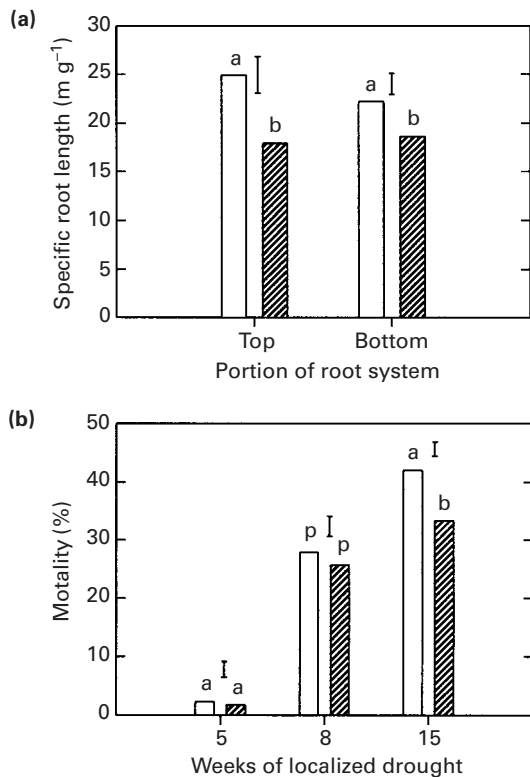 (a)
30
25
20
15
10
5
0
Specific root length (m g⁻¹)
a
b
a
b
Top Bottom
Portion of root system
(b)
50
40
30
20
10
0
Motality (%)
a a
p p
a
b
5 8 15
Weeks of localized drought